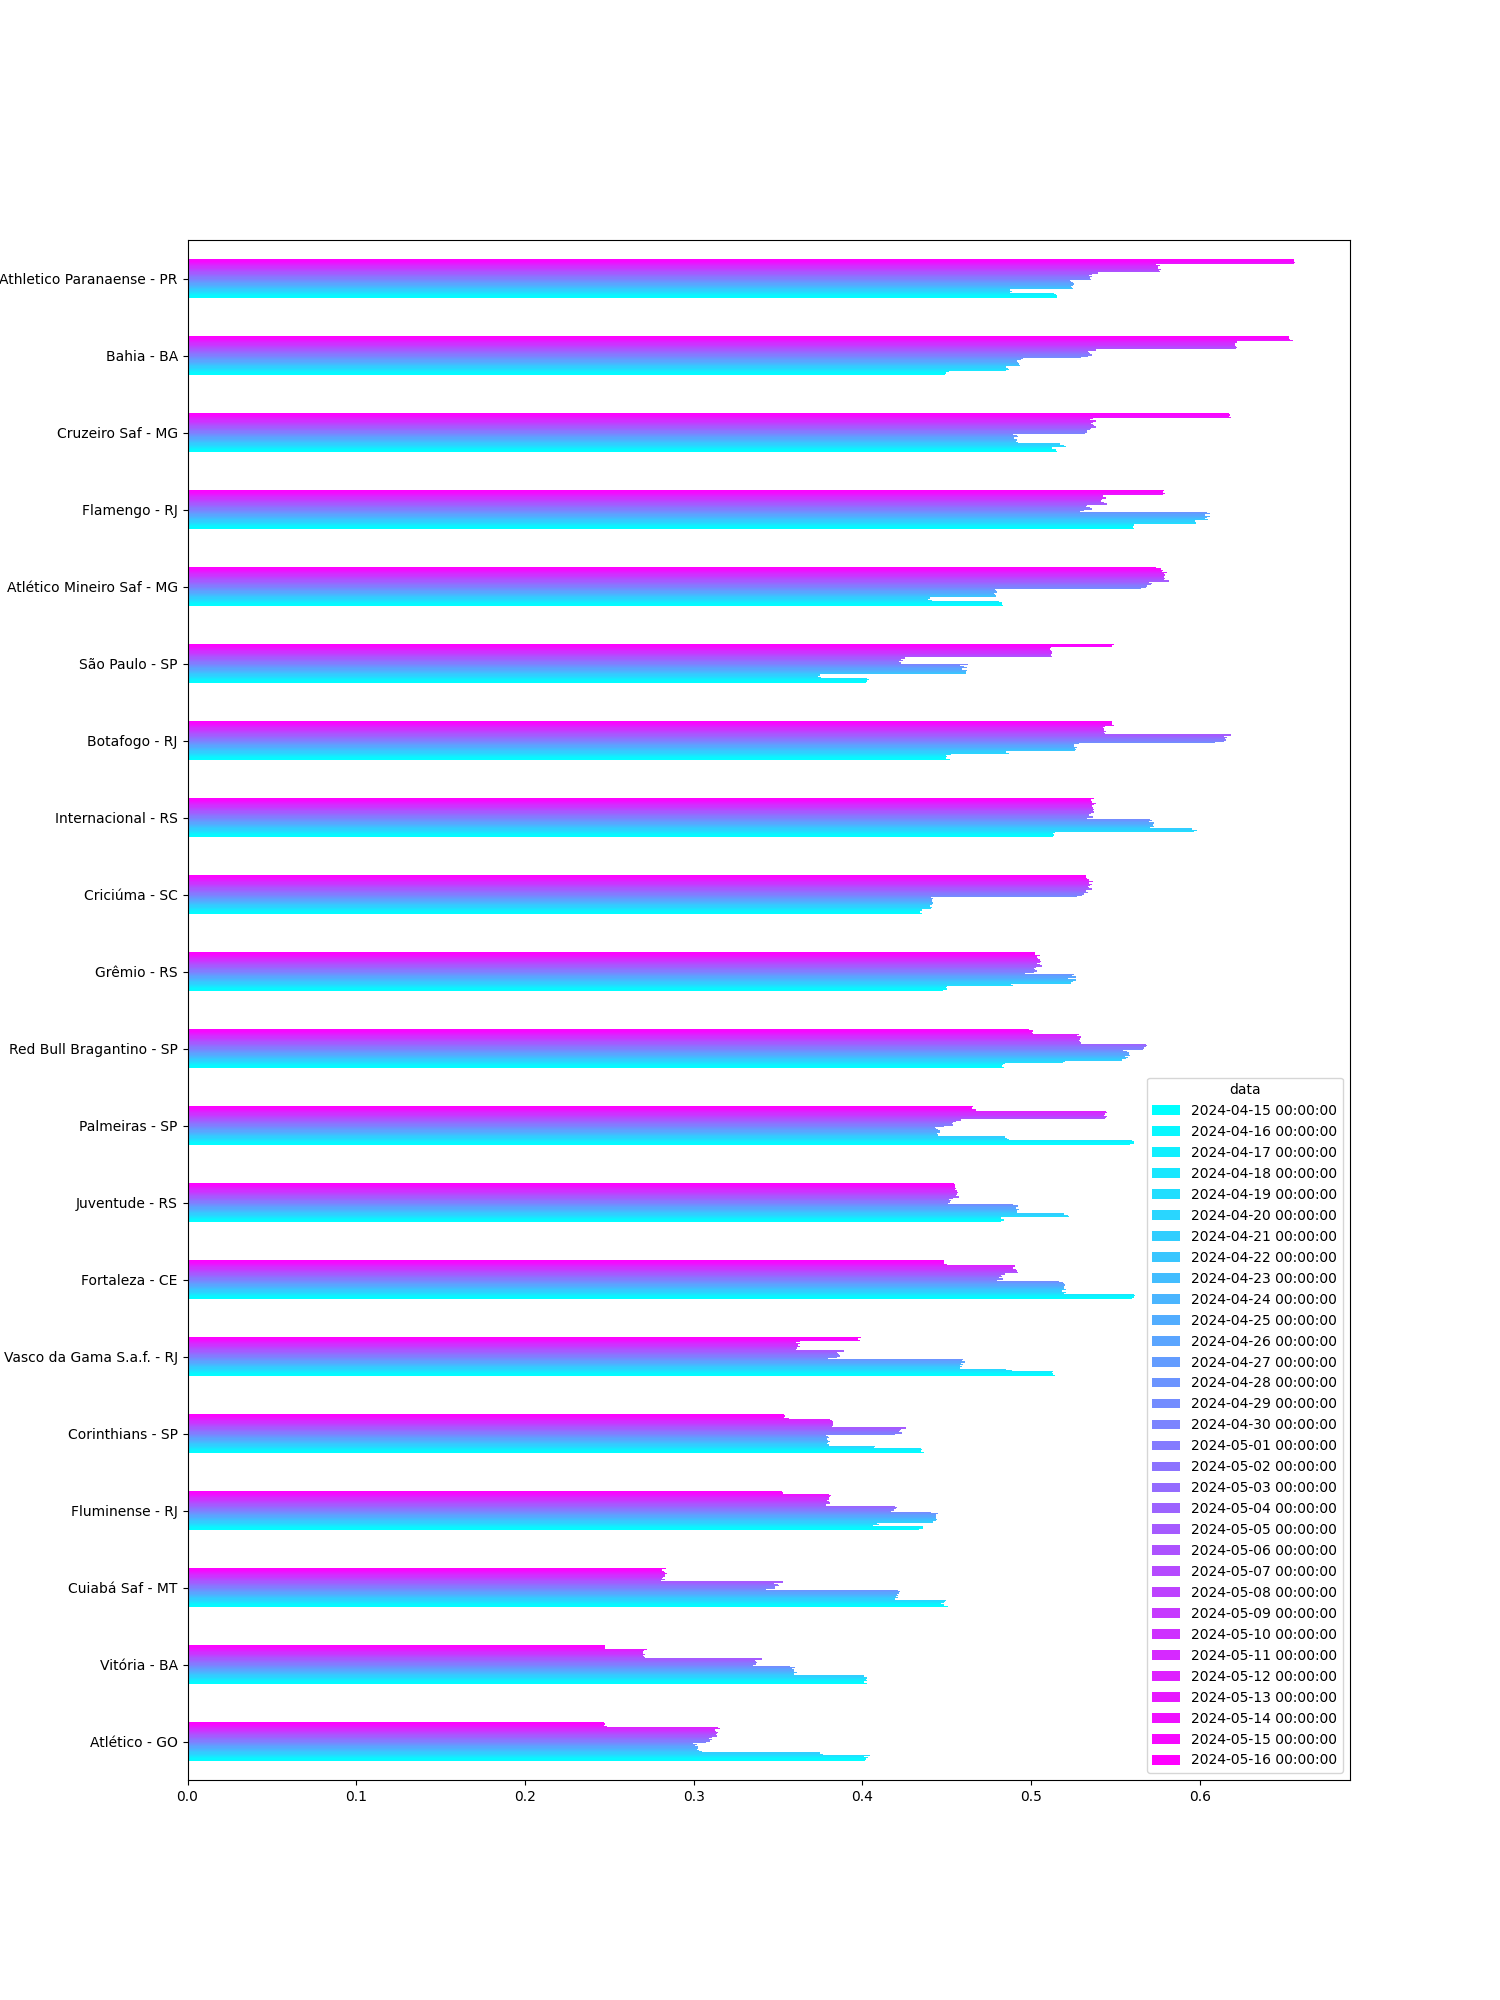 Athletico Paranaense - PR
Bahia - BA
Cruzeiro Saf - MG
Flamengo - RJ
Atlético Mineiro Saf - MG
São Paulo - SP
Botafogo - RJ
Internacional - RS
Criciúma - SC
Grêmio - RS
Red Bull Bragantino - SP
Palmeiras - SP
Juventude - RS
Fortaleza - CE
Vasco da Gama S.a.f. - RJ
Corinthians - SP
Fluminense - RJ
Cuiabá Saf - MT
Vitória - BA
Atlético - GO
0.0 0.1 0.2 0.3 0.4 0.5 0.6
data
2024-04-15 00:00:00
2024-04-16 00:00:00
2024-04-17 00:00:00
2024-04-18 00:00:00
2024-04-19 00:00:00
2024-04-20 00:00:00
2024-04-21 00:00:00
2024-04-22 00:00:00
2024-04-23 00:00:00
2024-04-24 00:00:00
2024-04-25 00:00:00
2024-04-26 00:00:00
2024-04-27 00:00:00
2024-04-28 00:00:00
2024-04-29 00:00:00
2024-04-30 00:00:00
2024-05-01 00:00:00
2024-05-02 00:00:00
2024-05-03 00:00:00
2024-05-04 00:00:00
2024-05-05 00:00:00
2024-05-06 00:00:00
2024-05-07 00:00:00
2024-05-08 00:00:00
2024-05-09 00:00:00
2024-05-10 00:00:00
2024-05-11 00:00:00
2024-05-12 00:00:00
2024-05-13 00:00:00
2024-05-14 00:00:00
2024-05-15 00:00:00
2024-05-16 00:00:00